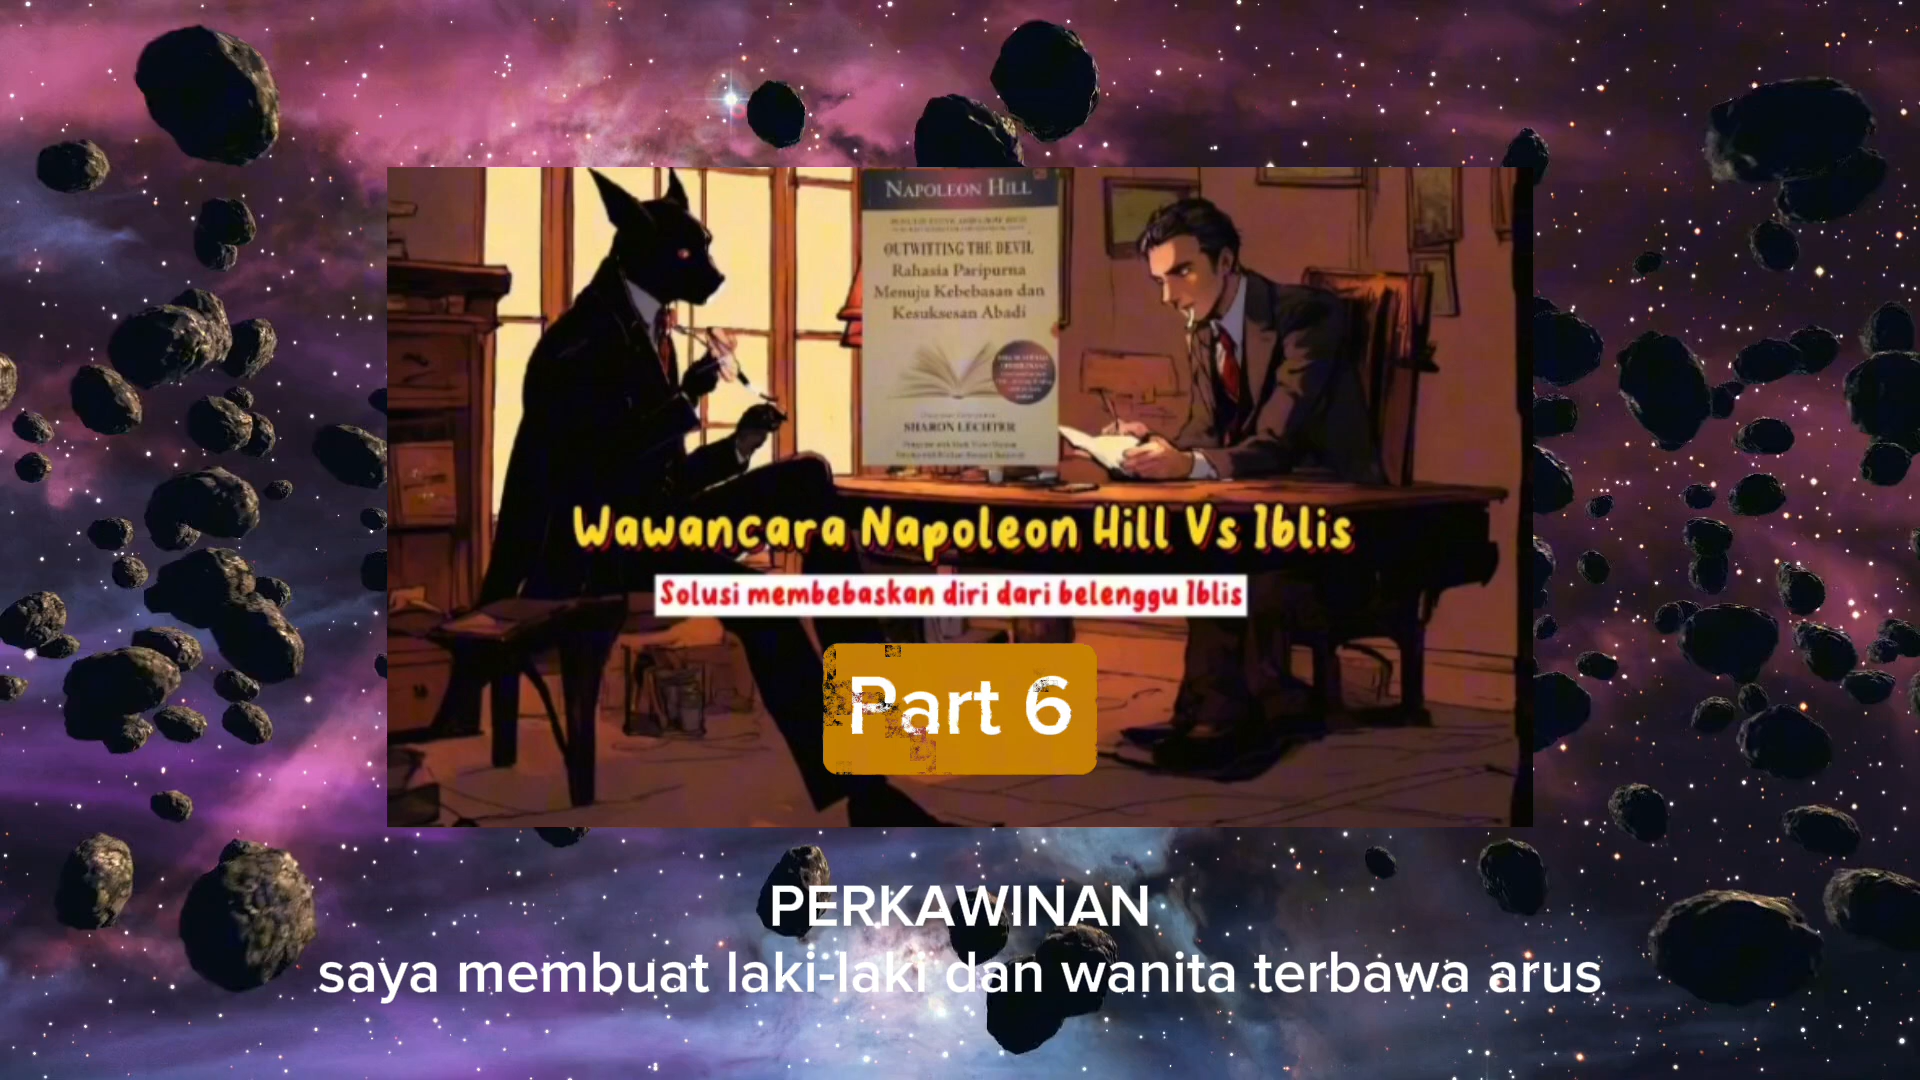 NAPOLEON HILL
OUTWITTING THE DEVIL
Rahasia Paripurna
Menuju Kebebasan dan
Kesuksesan Abadi
SHARON LECHTER
Wawancara Napoleon Hill Vs Iblis
Solusi membebaskan diri dari belenggu Iblis
Part 6
PERKAWINAN
saya membuat laki-laki dan wanita terbawa arus